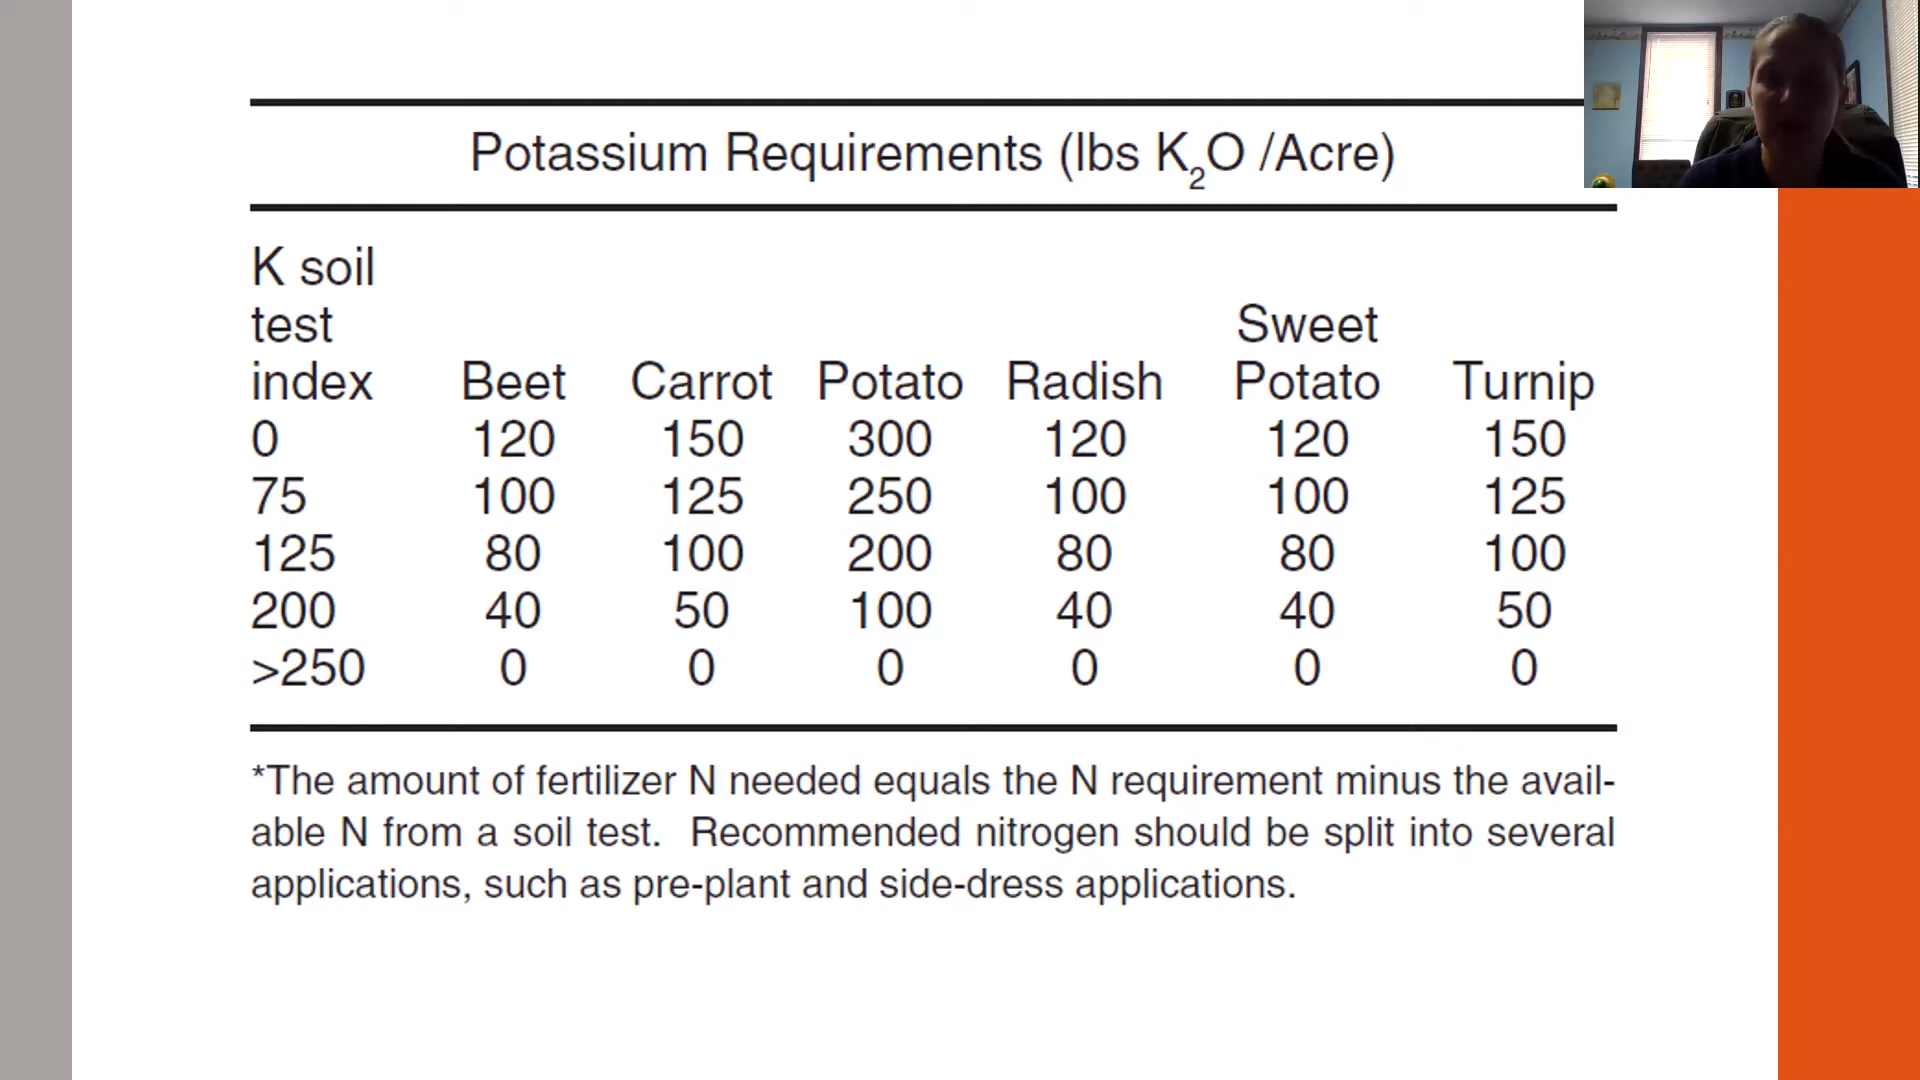 Potassium Requirements (lbs K₂O /Acre)
K soil
test
index Beet Carrot Potato Radish Sweet Potato Turnip
0 120 150 300 120 120 150
75 100 125 250 100 100 125
125 80 100 200 80 80 100
200 40 50 100 40 40 50
>250 0 0 0 0 0 0
*The amount of fertilizer N needed equals the N requirement minus the avail-
able N from a soil test. Recommended nitrogen should be split into several
applications, such as pre-plant and side-dress applications.